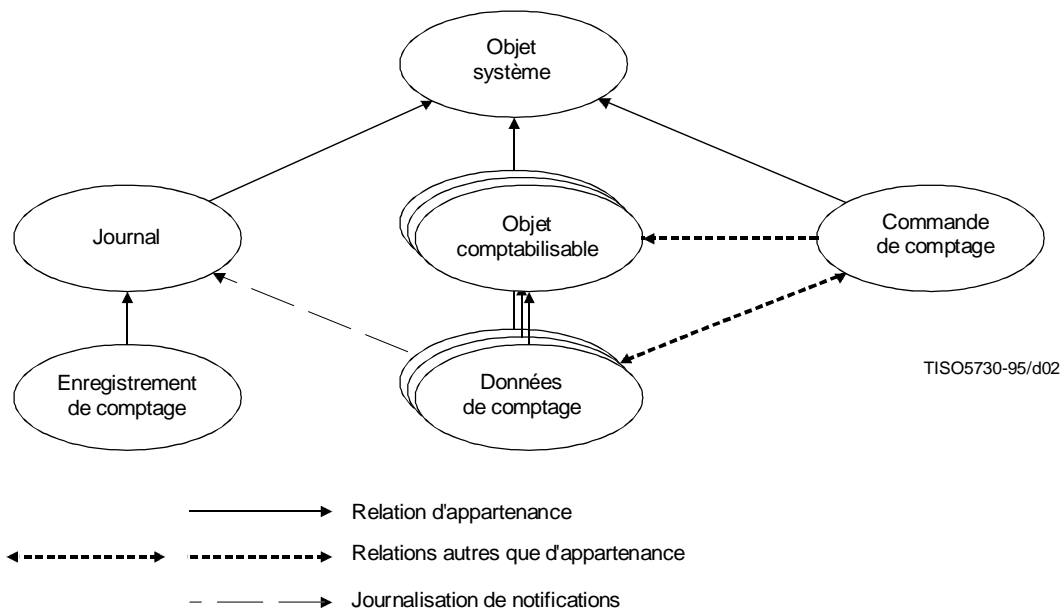 Objet
système
Journal
Objet
comptabilisable
Commande
de comptage
Enregistrement
de comptage
Données
de comptage
TISO5730-95/d02
Relation d'appartenance
Relations autres que d'appartenance
Journalisation de notifications